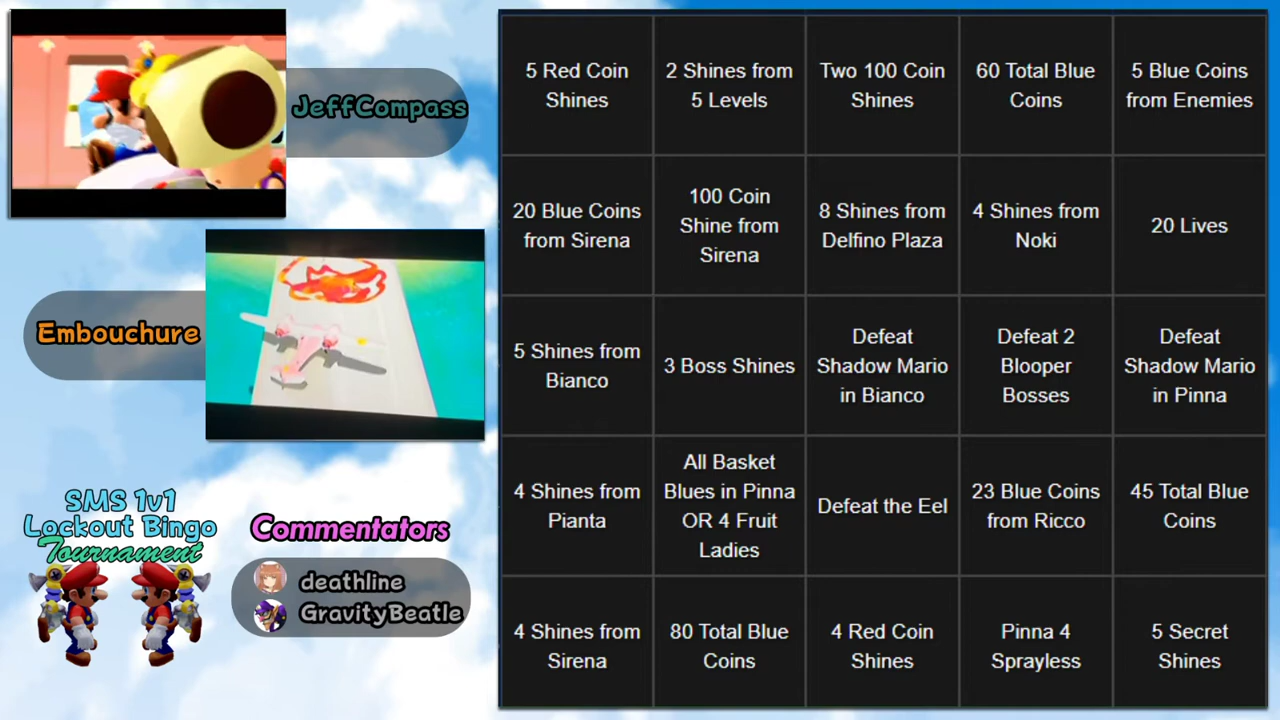 JeffCompass
Embouchure
SMS 1v1
Lockout Bingo
Tournament
Commentators
deathline
GravityBeatle
5 Red Coin
Shines
2 Shines from
5 Levels
Two 100 Coin
Shines
60 Total Blue
Coins
5 Blue Coins
from Enemies
20 Blue Coins
from Sirena
100 Coin
Shine from
Sirena
8 Shines from
Delfino Plaza
4 Shines from
Noki
20 Lives
5 Shines from
Bianco
3 Boss Shines
Defeat
Shadow Mario
in Bianco
Defeat 2
Blooper
Bosses
Defeat
Shadow Mario
in Pinna
4 Shines from
Pianta
All Basket
Blues in Pinna
OR 4 Fruit
Ladies
Defeat the Eel
23 Blue Coins
from Ricco
45 Total Blue
Coins
4 Shines from
Sirena
80 Total Blue
Coins
4 Red Coin
Shines
Pinna 4
Sprayless
5 Secret
Shines